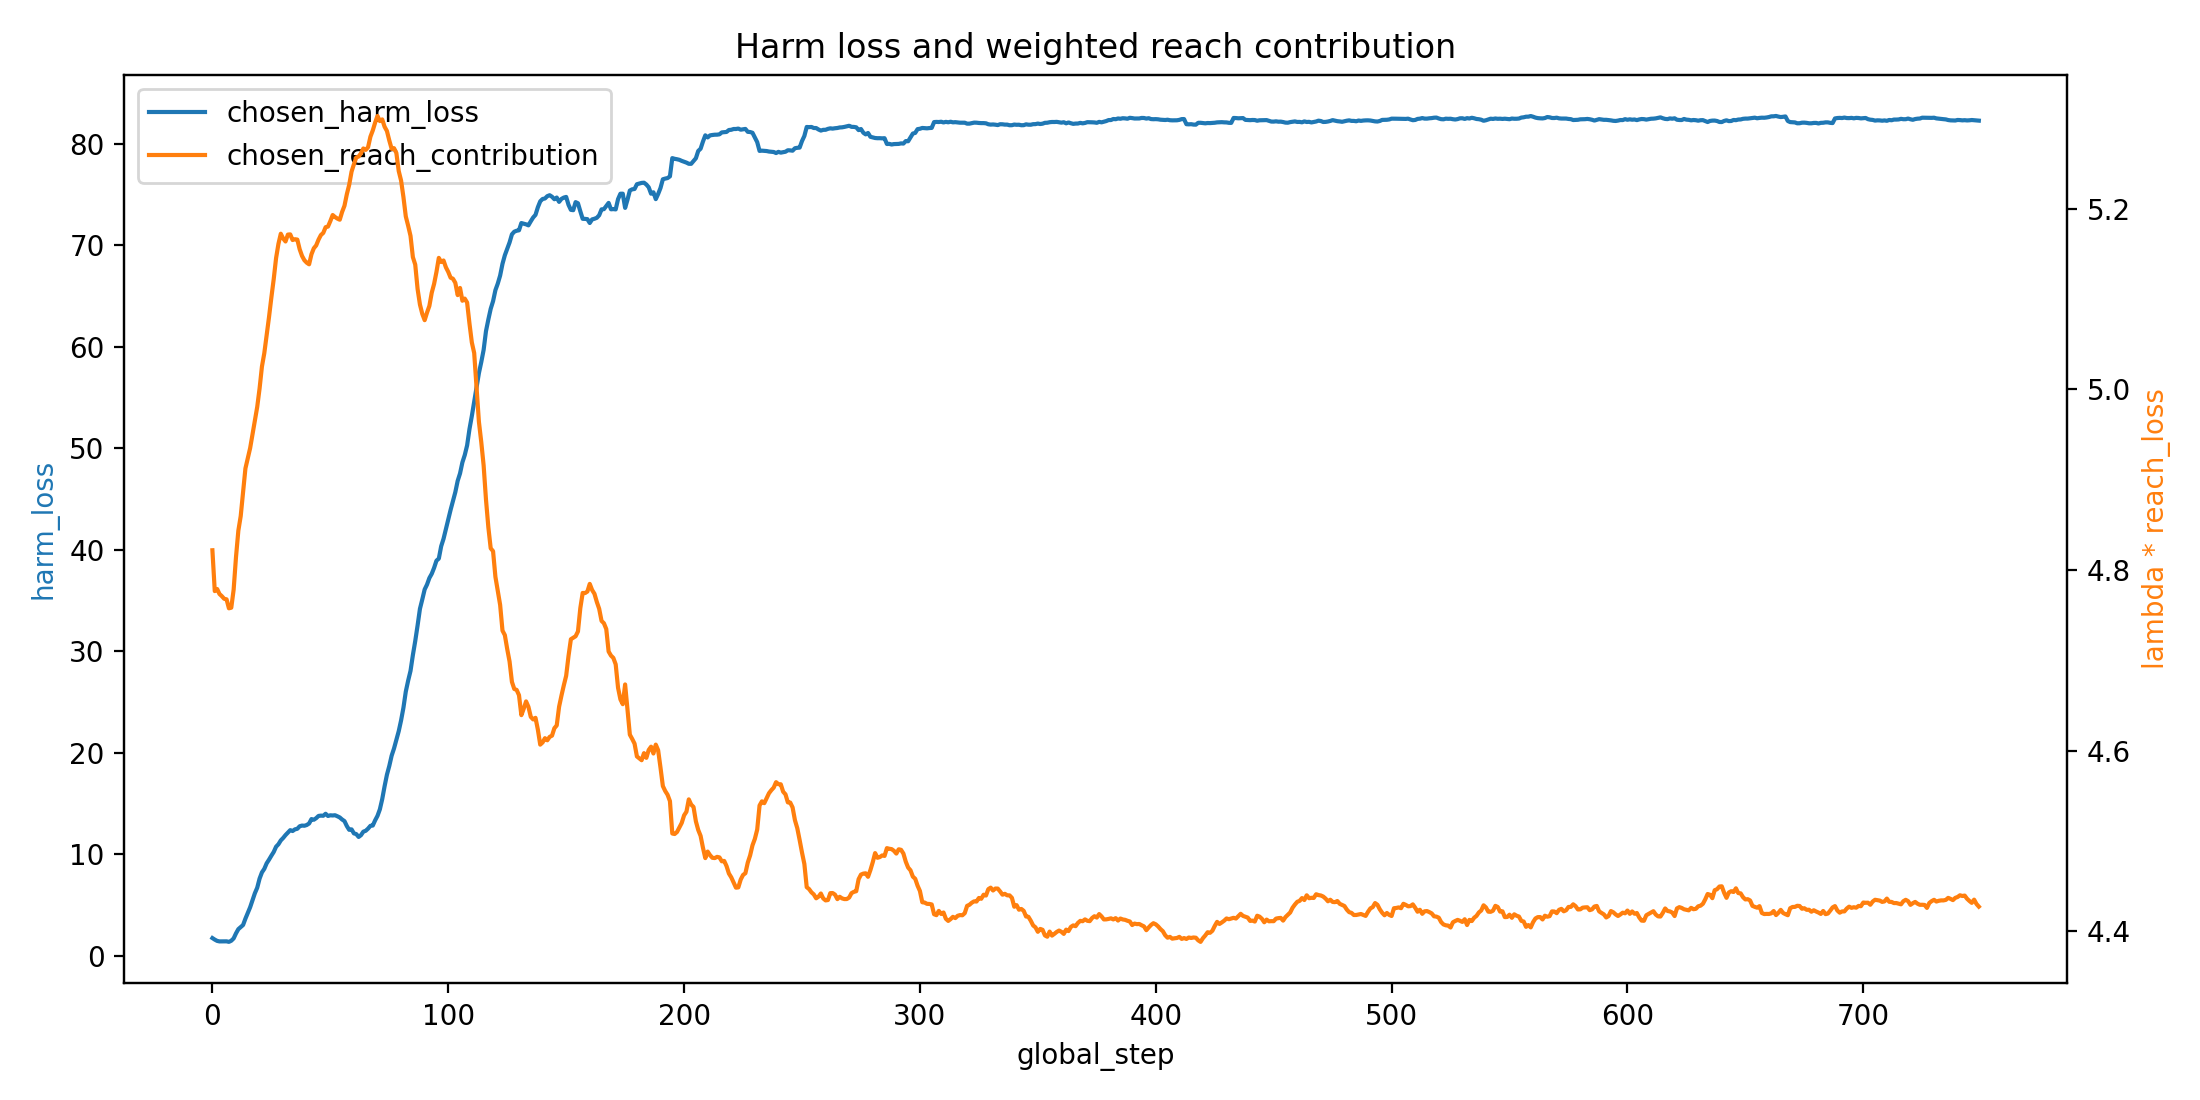 Harm loss and weighted reach contribution
chosen_harm_loss
chosen_reach_contribution
80
70
60
50
40
30
20
10
0
harm_loss
5.2
5.0
4.8
4.6
4.4
lambda * reach_loss
0 100 200 300 400 500 600 700
global_step